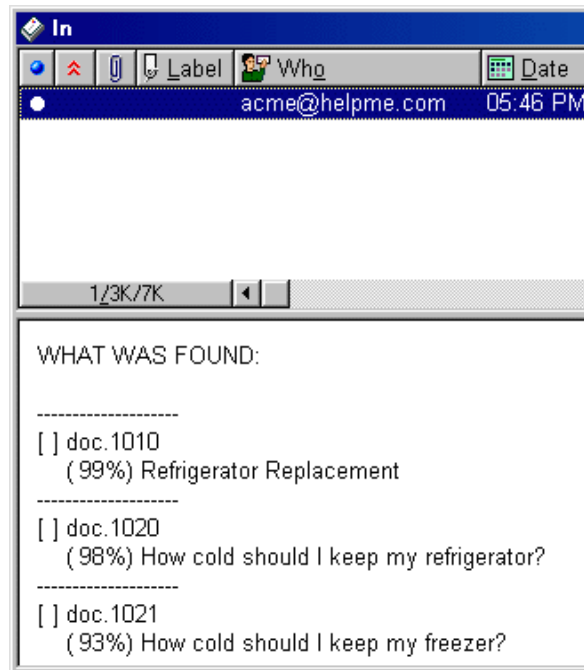 In
Label Who Date
acme@helpme.com 05:46 PM
1/3K/7K
WHAT WAS FOUND:
--------------------
[ ] doc.1010
( 99%) Refrigerator Replacement
--------------------
[ ] doc.1020
( 98%) How cold should I keep my refrigerator?
--------------------
[ ] doc.1021
( 93%) How cold should I keep my freezer?